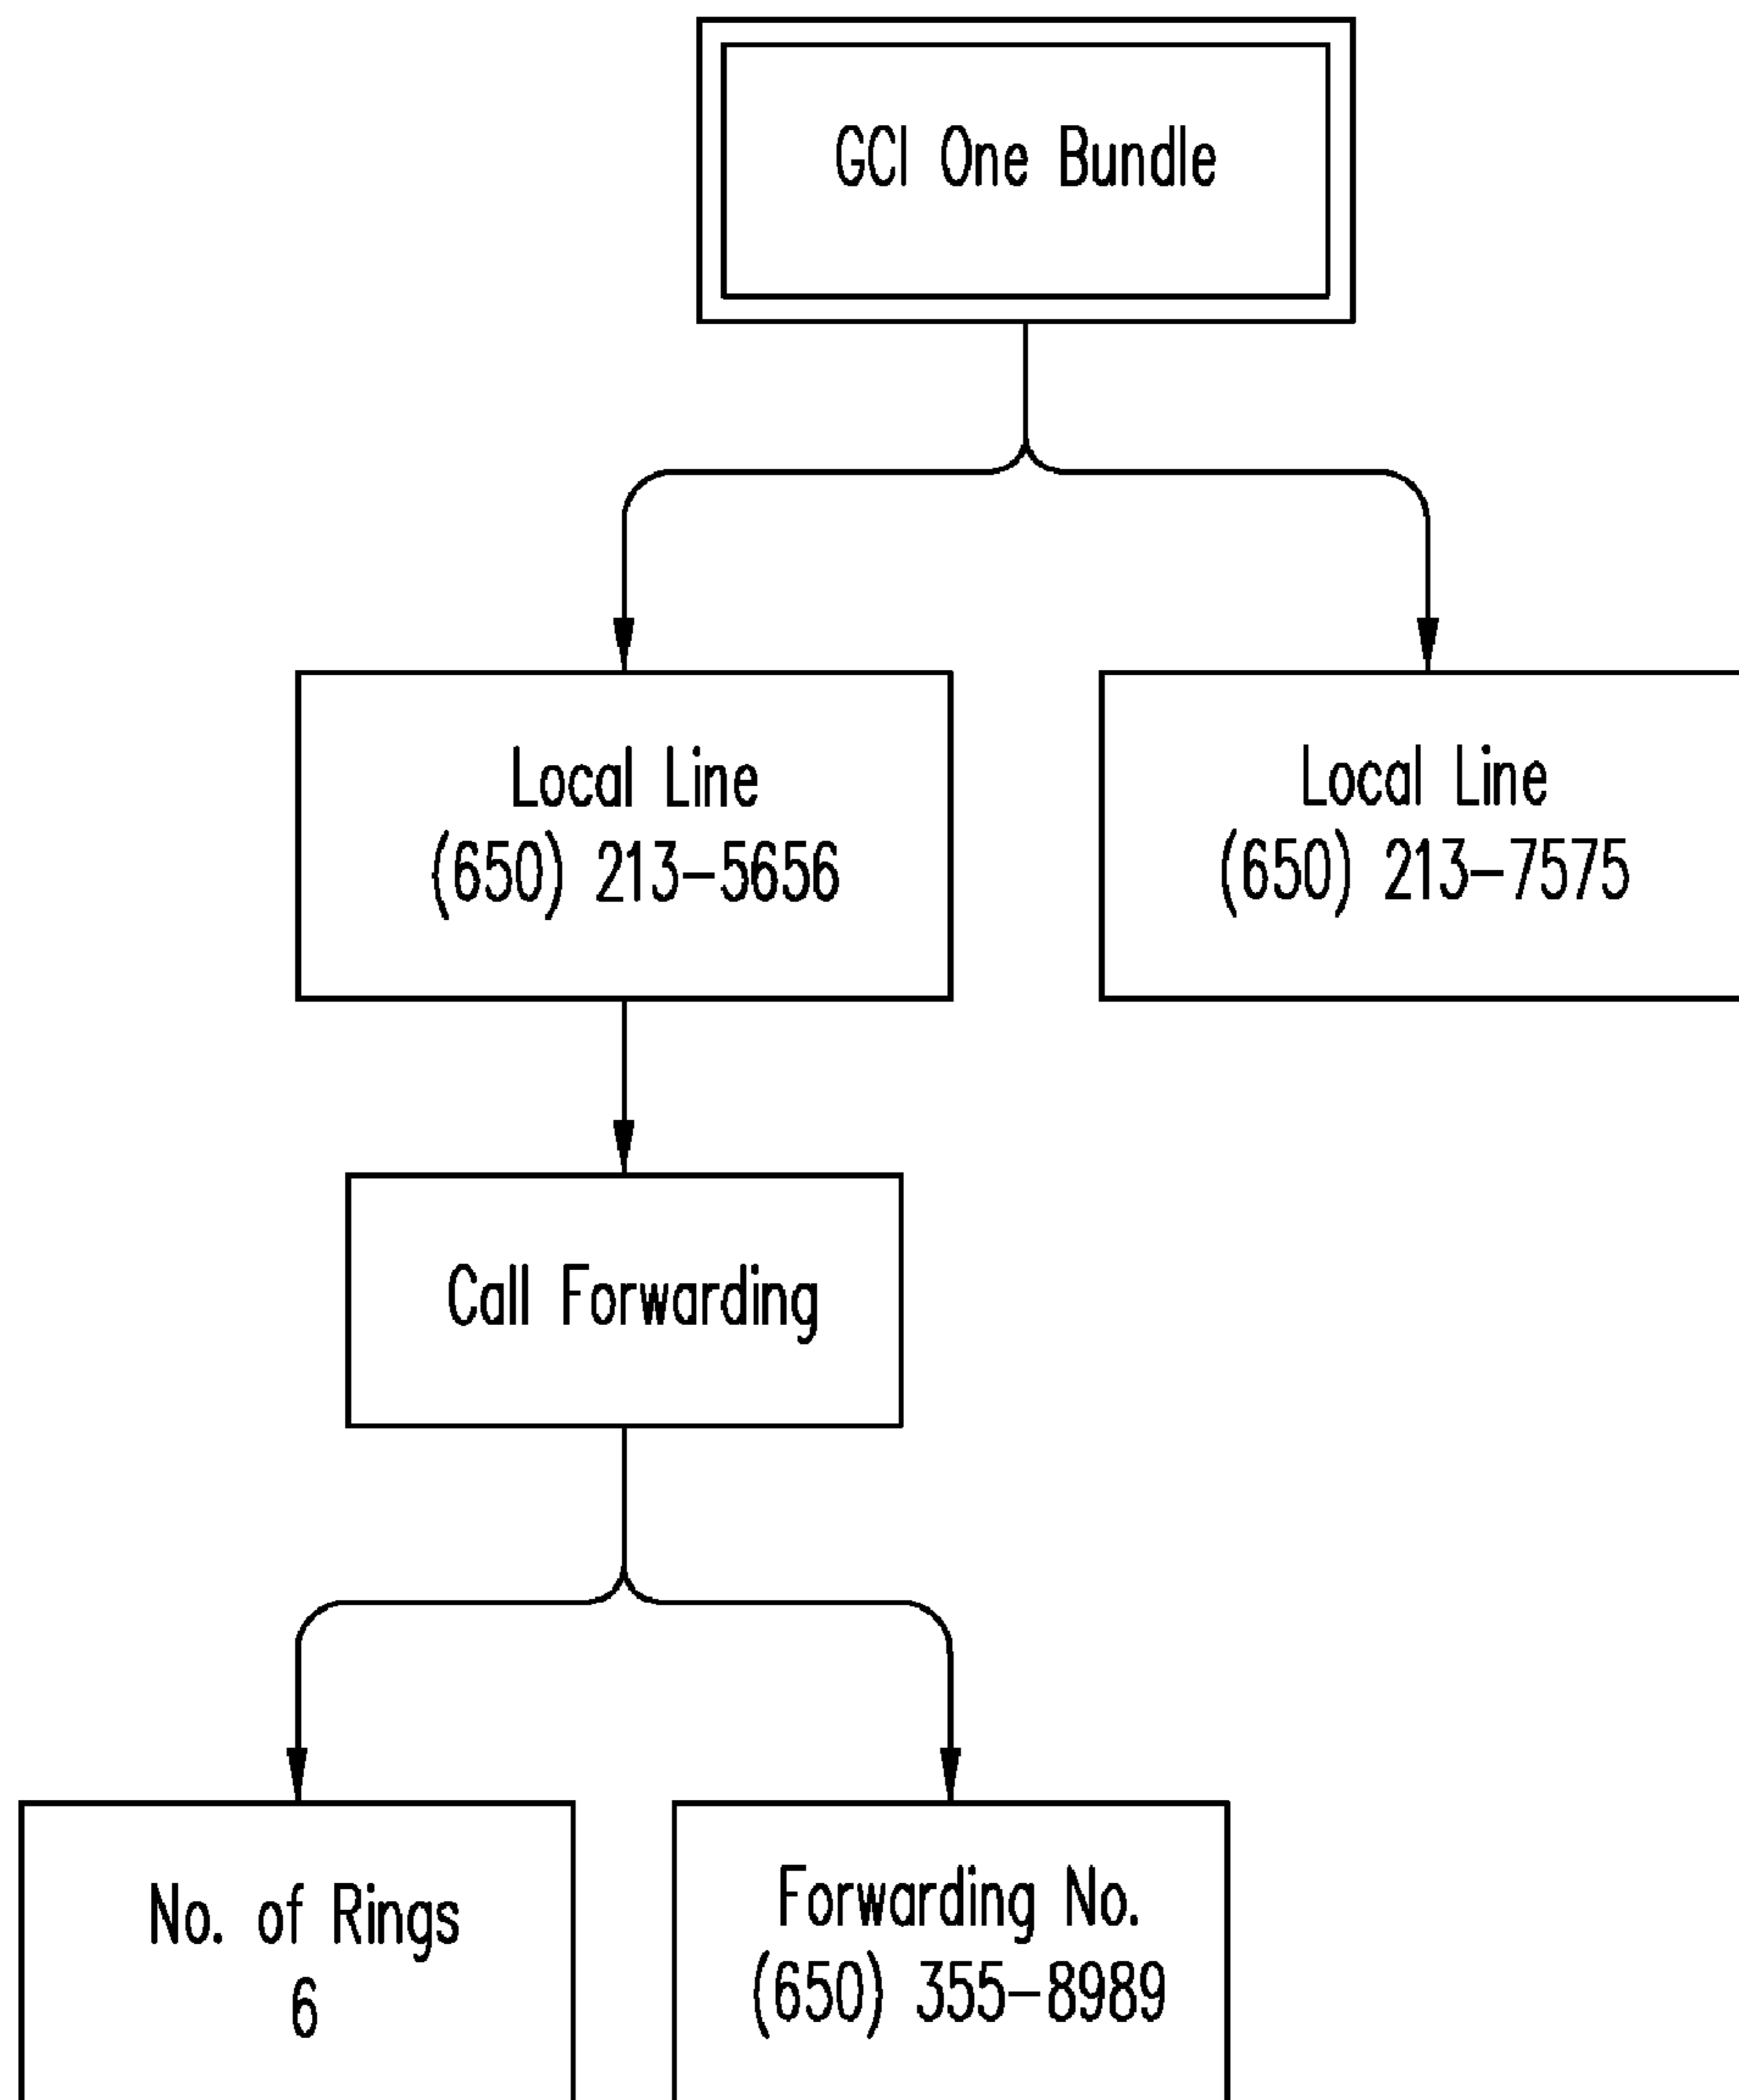 GCI One Bundle
Local Line
(650) 213-5656
Local Line
(650) 213-7575
Call Forwarding
No. of Rings
6
Forwarding No.
(650) 355-8989